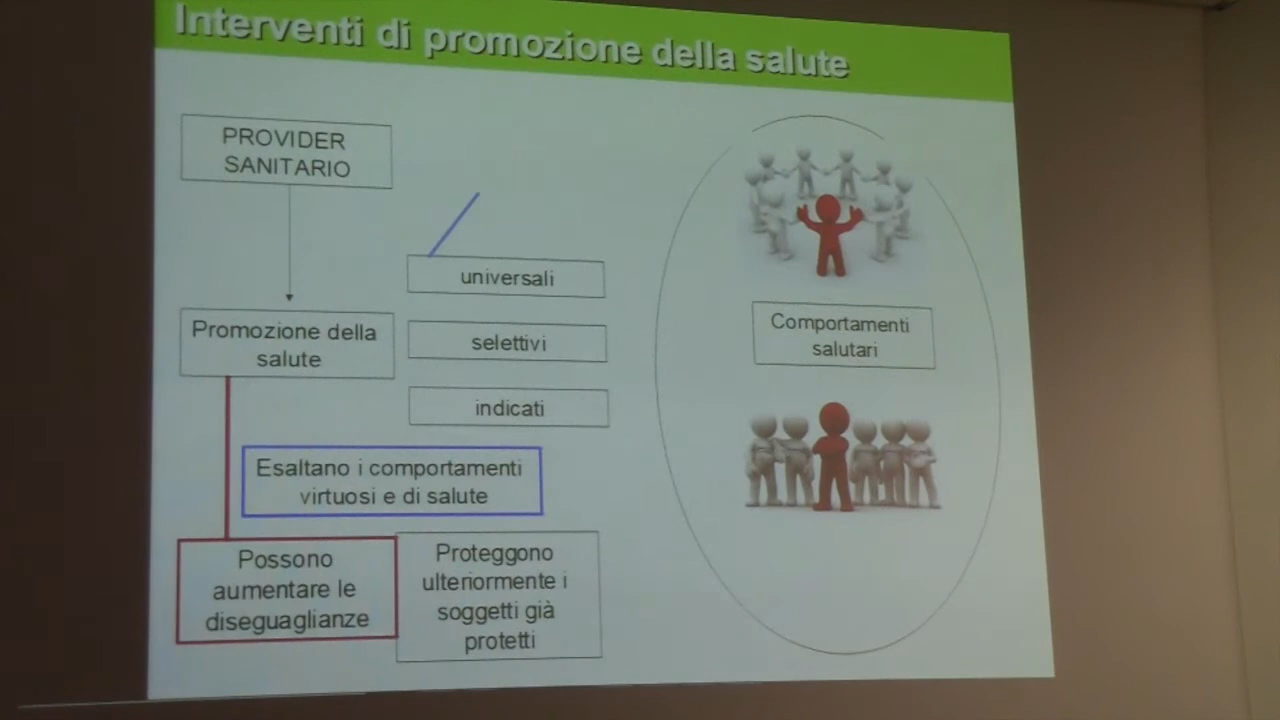 Interventi di promozione della salute
PROVIDER
SANITARIO
universali
Promozione della
salute
selettivi
indicati
Comportamenti
salutari
Esaltano i comportamenti
virtuosi e di salute
Possono
aumentare le
diseguaglianze
Proteggono
ulteriormente i
soggetti già
protetti